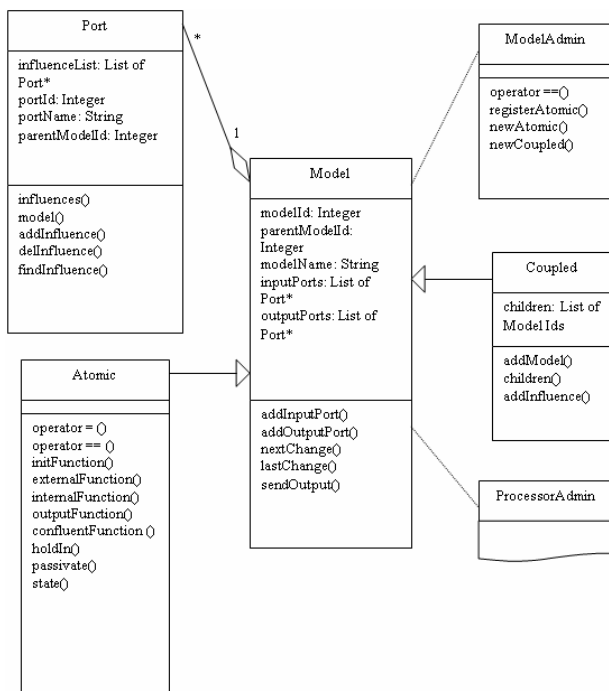 Port
influenceList: List of
Port*
portId: Integer
portName: String
parentModelId: Integer
influences()
model()
addInfluence()
delInfluence()
findInfluence()
*
1
Model
modelId: Integer
parentModelId:
Integer
modelName: String
inputPorts: List of
Port*
outputPorts: List of
Port*
addInputPort()
addOutputPort()
nextChange()
lastChange()
sendOutput()
ModelAdmin
operator ==()
registerAtomic()
newAtomic()
newCoupled()
Coupled
children: List of
Model Ids
addModel()
children()
addInfluence()
Atomic
operator = ()
operator == ()
initFunction()
externalFunction()
internalFunction()
outputFunction()
confluentFunction ()
holdIn()
passivate()
state()
ProcessorAdmin